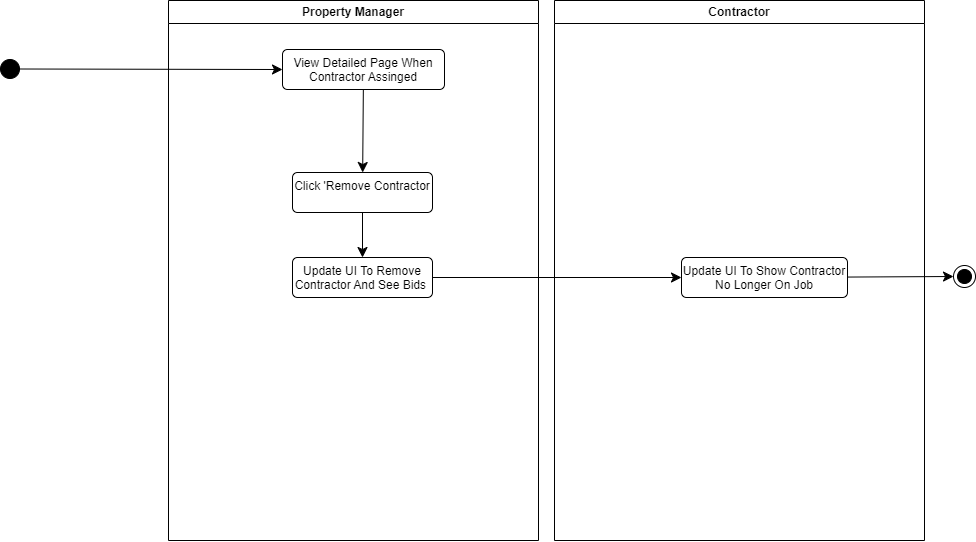 Property Manager
Contractor
View Detailed Page When
Contractor Assinged
Click 'Remove Contractor
Update UI To Remove
Contractor And See Bids
Update UI To Show Contractor
No Longer On Job